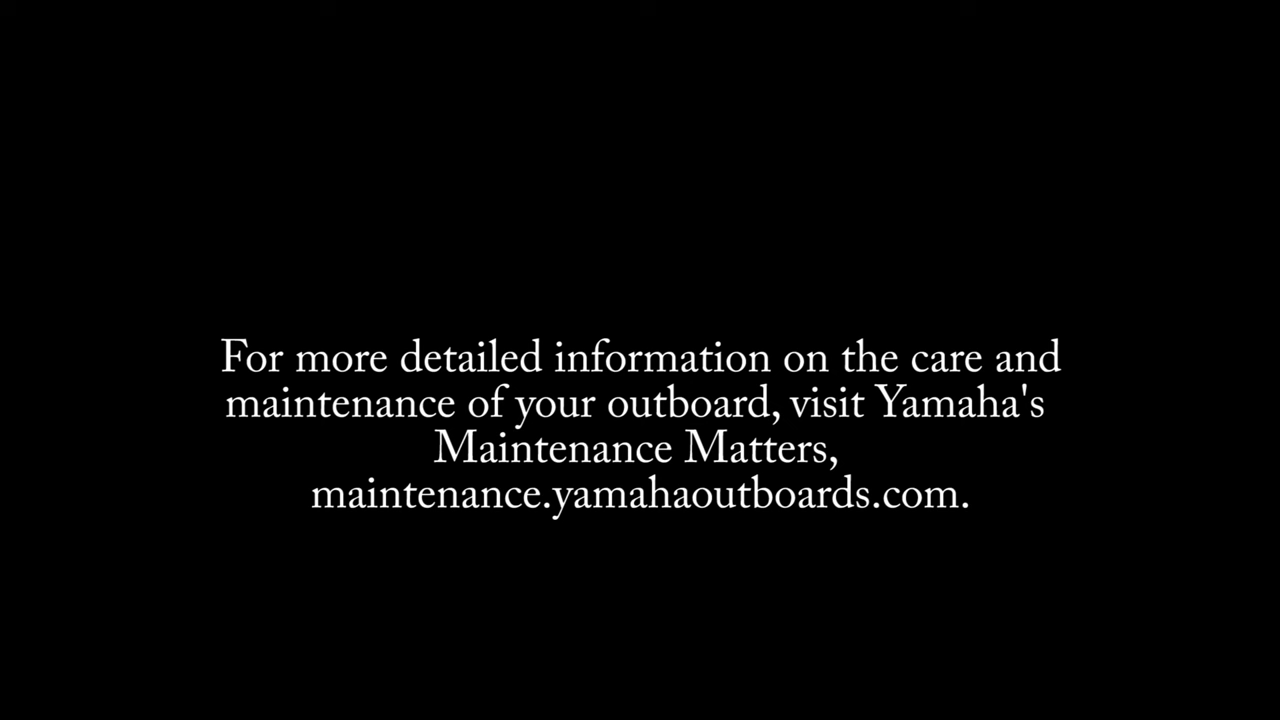 For more detailed information on the care and
maintenance of your outboard, visit Yamaha's
Maintenance Matters,
maintenance.yamahaoutboards.com.